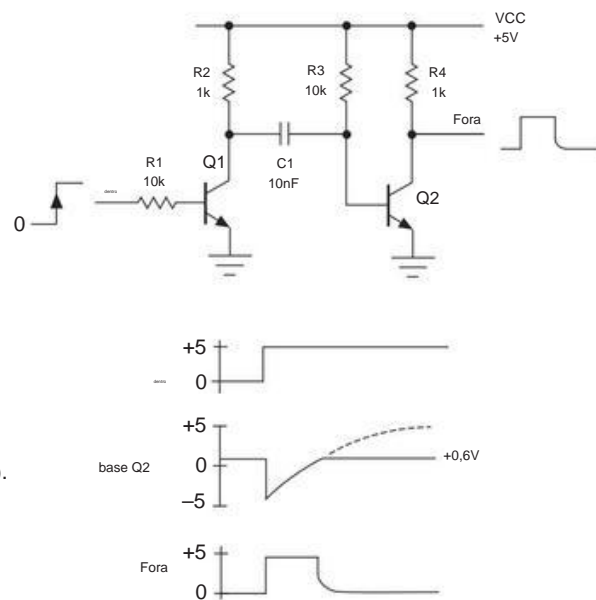 VCC
+5V
R2
1k
R3
10k
R4
1k
Fora
Q1
R1
10k
C1
10nF
Q2
0
+5
0
+5
base Q2
0
+0,6V
–5
+5
Fora
0